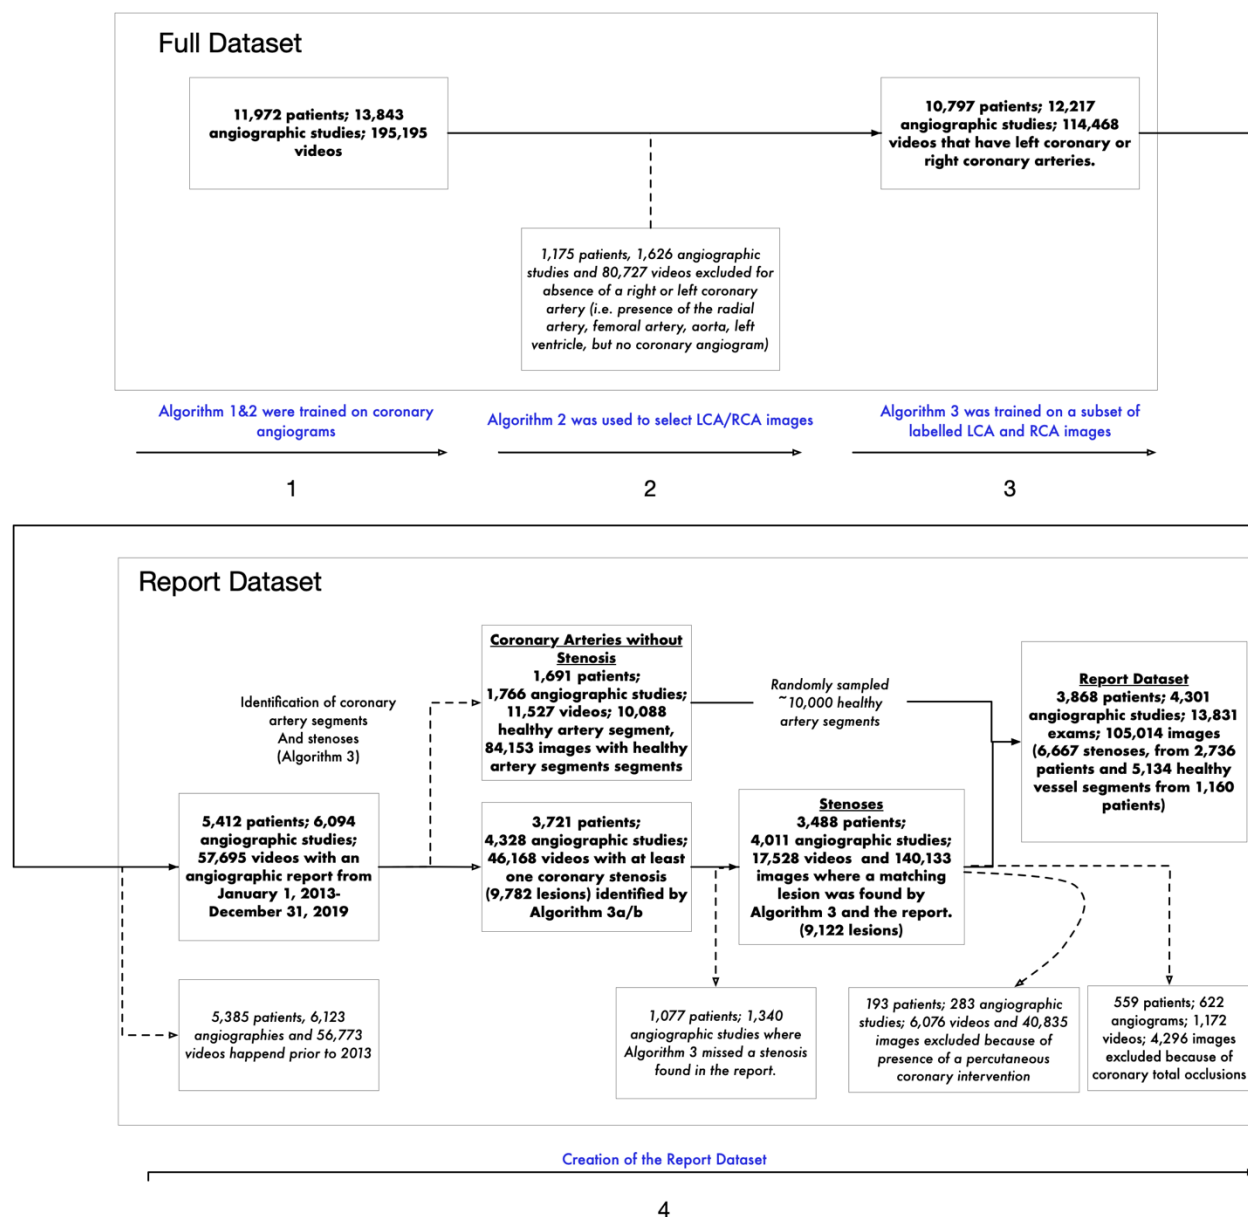 Full Dataset
11,972 patients; 13,843
angiographic studies; 195,195
videos
10,797 patients; 12,217
angiographic studies; 114,468
videos that have left coronary or
right coronary arteries.
1,175 patients, 1,626 angiographic
studies and 80,727 videos excluded for
absence of a right or left coronary
artery (i.e. presence of the radial
artery, femoral artery, aorta, left
ventricle, but no coronary angiogram)
Algorithm 1&2 were trained on coronary
angiograms
Algorithm 2 was used to select LCA/RCA images
Algorithm 3 was trained on a subset of
labelled LCA and RCA images
1
2
3
Report Dataset
Identification of coronary
artery segments
And stenoses
(Algorithm 3)
Coronary Arteries without
Stenosis
1,691 patients;
1,766 angiographic studies;
11,527 videos; 10,088
healthy artery segment,
84,153 images with healthy
artery segments segments
Randomly sampled
~10,000 healthy
artery segments
Report Dataset
3,868 patients; 4,301
angiographic studies; 13,831
exams; 105,014 images
(6,667 stenoses, from 2,736
patients and 5,134 healthy
vessel segments from 1,160
patients)
5,412 patients; 6,094
angiographic studies;
57,695 videos with an
angiographic report from
January 1, 2013-
December 31, 2019
3,721 patients;
4,328 angiographic studies;
46,168 videos with at least
one coronary stenosis
(9,782 lesions) identified by
Algorithm 3a/b
Stenoses
3,488 patients;
4,011 angiographic studies;
17,528 videos and 140,133
images where a matching
lesion was found by
Algorithm 3 and the report.
(9,122 lesions)
5,385 patients, 6,123
angiographies and 56,773
videos happend prior to 2013
1,077 patients; 1,340
angiographic studies where
Algorithm 3 missed a stenosis
found in the report.
193 patients; 283 angiographic
studies; 6,076 videos and 40,835
images excluded because of
presence of a percutaneous
coronary intervention
559 patients; 622
angiograms; 1,172
videos; 4,296 images
excluded because of
coronary total occlusions
Creation of the Report Dataset
4